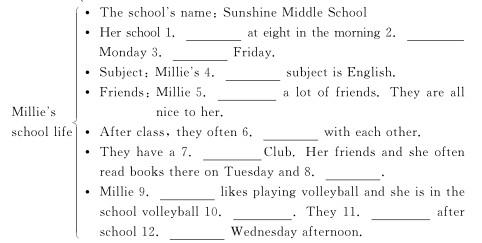 • The school's name: Sunshine Middle School
• Her school 1. ________ at eight in the morning 2. ________
Monday 3. ________ Friday.
• Subject: Millie's 4. ________ subject is English.
• Friends: Millie 5. ________ a lot of friends. They are all
nice to her.
Millie's
school life
• After class, they often 6. ________ with each other.
• They have a 7. ________ Club. Her friends and she often
read books there on Tuesday and 8. ________.
• Millie 9. ________ likes playing volleyball and she is in the
school volleyball 10. ________. They 11. ________ after
school 12. ________ Wednesday afternoon.